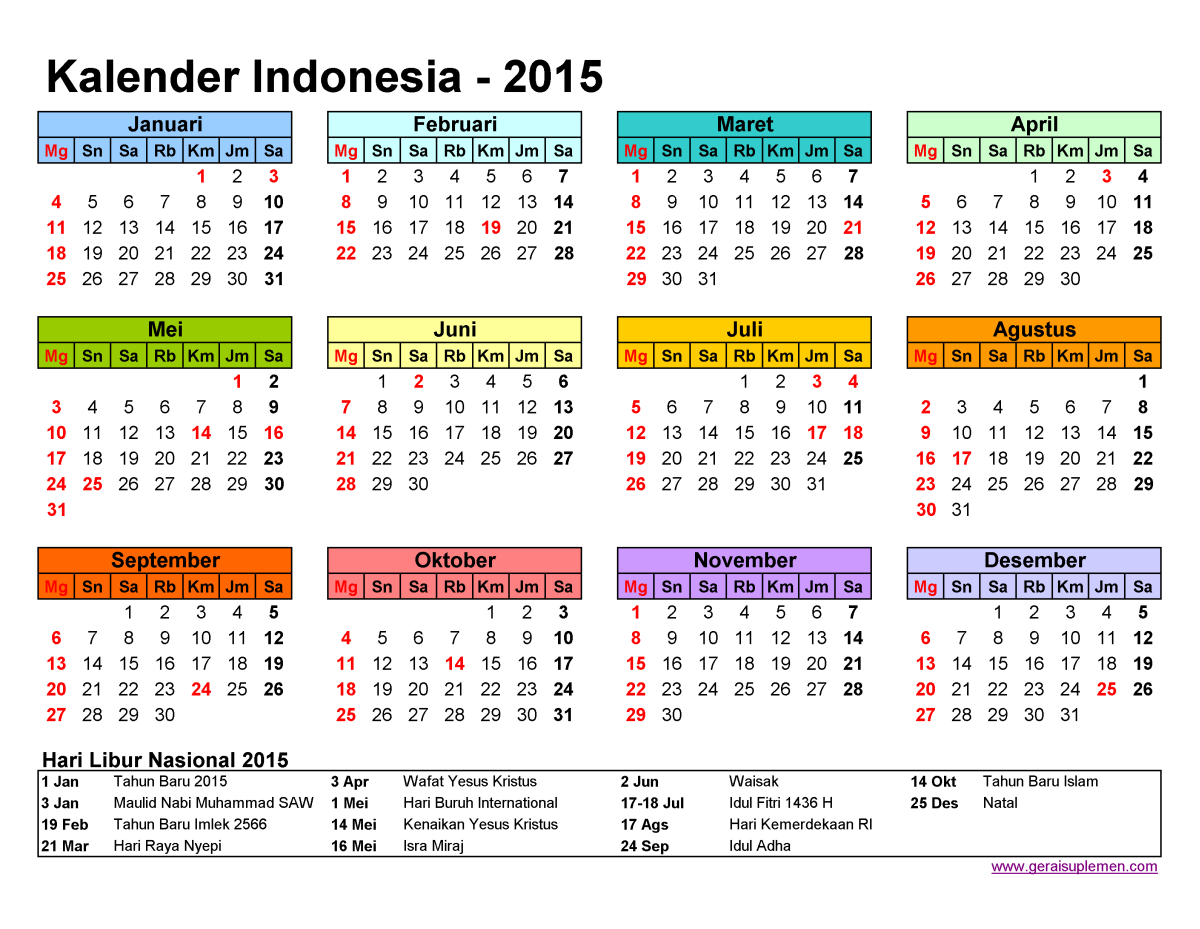 Kalender Indonesia - 2015
Januari Februari Maret April
Mg Sn Sa Rb Km Jm Sa Mg Sn Sa Rb Km Jm Sa Mg Sn Sa Rb Km Jm Sa Mg Sn Sa Rb Km Jm Sa
1 2 3 1 2 3 4 5 6 7 1 2 3 4 5 6 7 1 2 3 4
4 5 6 7 8 9 10 8 9 10 11 12 13 14 8 9 10 11 12 13 14 5 6 7 8 9 10 11
11 12 13 14 15 16 17 15 16 17 18 19 20 21 15 16 17 18 19 20 21 12 13 14 15 16 17 18
18 19 20 21 22 23 24 22 23 24 25 26 27 28 22 23 24 25 26 27 28 19 20 21 22 23 24 25
25 26 27 28 29 30 31 29 30 31 26 27 28 29 30
Mei Juni Juli Agustus
Mg Sn Sa Rb Km Jm Sa Mg Sn Sa Rb Km Jm Sa Mg Sn Sa Rb Km Jm Sa Mg Sn Sa Rb Km Jm Sa
1 2 1 2 3 4 5 6 1 2 3 4 1
3 4 5 6 7 8 9 7 8 9 10 11 12 13 5 6 7 8 9 10 11 2 3 4 5 6 7 8
10 11 12 13 14 15 16 14 15 16 17 18 19 20 12 13 14 15 16 17 18 9 10 11 12 13 14 15
17 18 19 20 21 22 23 21 22 23 24 25 26 27 19 20 21 22 23 24 25 16 17 18 19 20 21 22
24 25 26 27 28 29 30 28 29 30 26 27 28 29 30 31 23 24 25 26 27 28 29
31 30 31
September Oktober November Desember
Mg Sn Sa Rb Km Jm Sa Mg Sn Sa Rb Km Jm Sa Mg Sn Sa Rb Km Jm Sa Mg Sn Sa Rb Km Jm Sa
1 2 3 4 5 1 2 3 1 2 3 4 5 6 7 1 2 3 4 5
6 7 8 9 10 11 12 4 5 6 7 8 9 10 8 9 10 11 12 13 14 6 7 8 9 10 11 12
13 14 15 16 17 18 19 11 12 13 14 15 16 17 15 16 17 18 19 20 21 13 14 15 16 17 18 19
20 21 22 23 24 25 26 18 19 20 21 22 23 24 22 23 24 25 26 27 28 20 21 22 23 24 25 26
27 28 29 30 25 26 27 28 29 30 31 29 30 27 28 29 30 31
Hari Libur Nasional 2015
1 Jan Tahun Baru 2015 3 Apr Wafat Yesus Kristus 2 Jun Waisak 14 Okt Tahun Baru Islam
3 Jan Maulid Nabi Muhammad SAW 1 Mei Hari Buruh International 17-18 Jul Idul Fitri 1436 H 25 Des Natal
19 Feb Tahun Baru Imlek 2566 14 Mei Kenaikan Yesus Kristus 17 Ags Hari Kemerdekaan RI
21 Mar Hari Raya Nyepi 16 Mei Isra Miraj 24 Sep Idul Adha
www.geraisuplemen.com